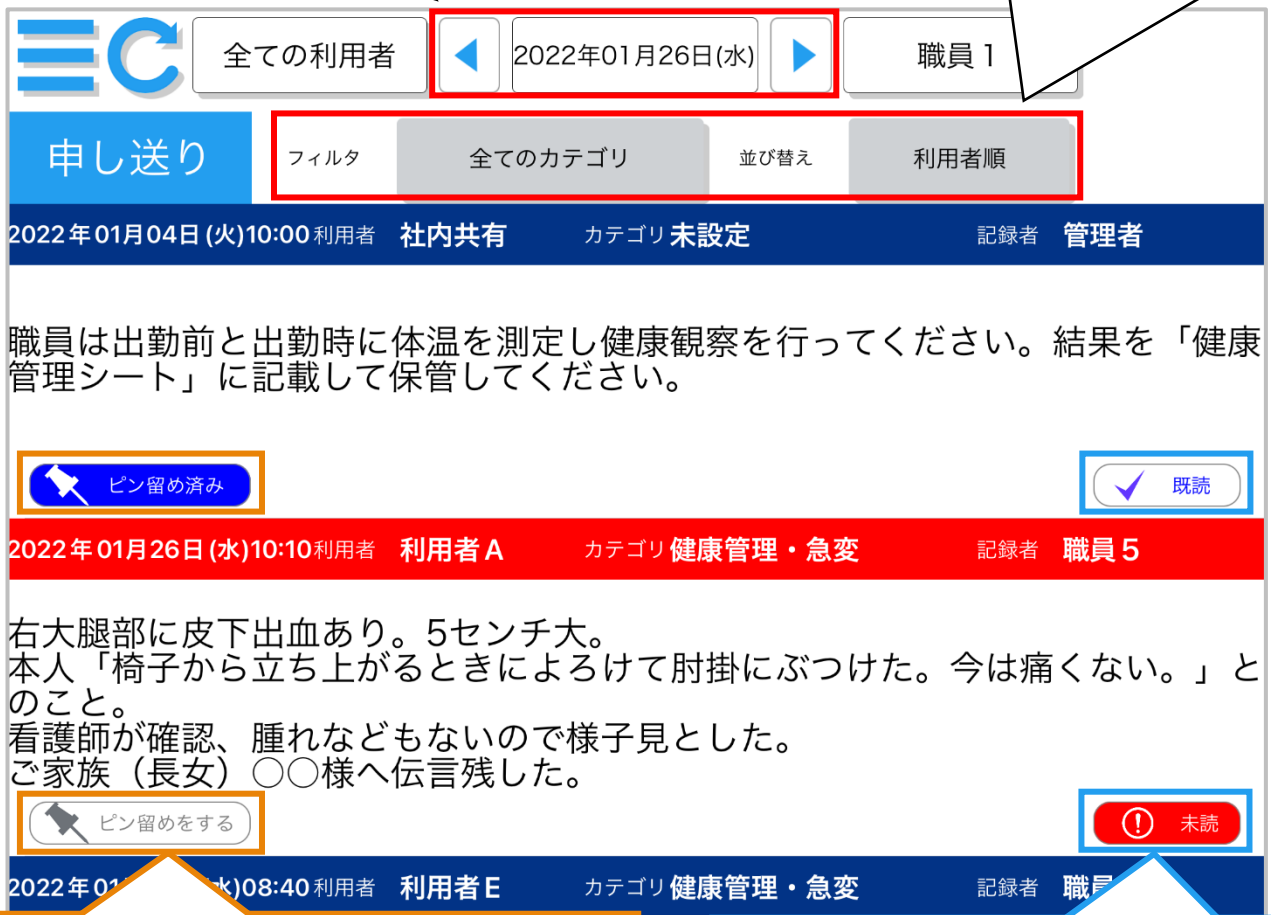 全ての利用者 2022年01月26日(水) 職員1
申し送り フィルタ 全てのカテゴリ 並び替え 利用者順
2022年01月04日(火)10:00 利用者 社内共有 カテゴリ 未設定 記録者 管理者
職員は出勤前と出勤時に体温を測定し健康観察を行ってください。結果を「健康
管理シート」に記載して保管してください。
ピン留め済み 既読
2022年01月26日(水)10:10 利用者 利用者A カテゴリ 健康管理・急変 記録者 職員5
右大腿部に皮下出血あり。5センチ大。
本人「椅子から立ち上がるときによろけて肘掛にぶつけた。今は痛くない。」と
のこと。
看護師が確認、腫れなどもないので様子見とした。
ご家族（長女）○○様へ伝言残した。
ピン留めをする 未読
2022年01 水)08:40 利用者 利用者E カテゴリ 健康管理・急変 記録者 職員